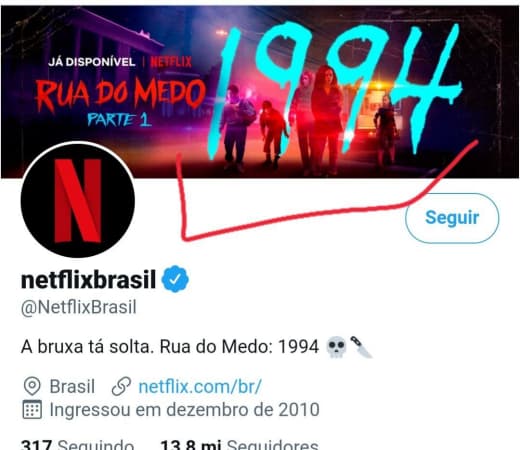 JÁ DISPONÍVEL | NETFLIX
1994
RUA DO MEDO
PARTE 1
N
Seguir
netflixbrasil
@NetflixBrasil
A bruxa tá solta. Rua do Medo: 1994 💀🔪
Brasil netflix.com/br/
Ingressou em dezembro de 2010
317 Seguindo 13,8 mi Seguidores